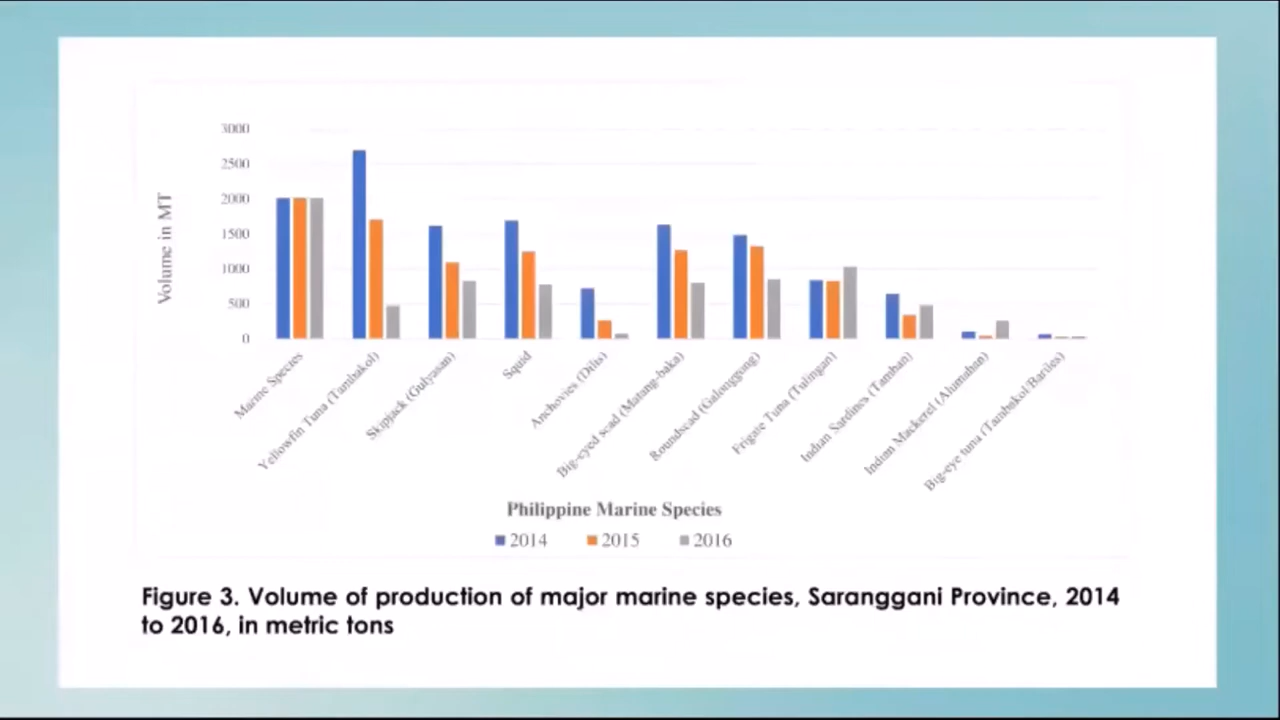 3000
2500
2000
1500
1000
500
0
Volume in MT
Marine Species
Yellowfin Tuna (Tambakol)
Skipjack (Gulyasan)
Squid
Anchovies (Dilis)
Big-eyed scad (Matang-baka)
Roundscad (Galonggong)
Frigate Tuna (Tulingan)
Indian Sardines (Tamban)
Indian Mackerel (Alumahan)
Big-eye tuna (Tambakol/Bariles)
Philippine Marine Species
2014 2015 2016
Figure 3. Volume of production of major marine species, Saranggani Province, 2014
to 2016, in metric tons